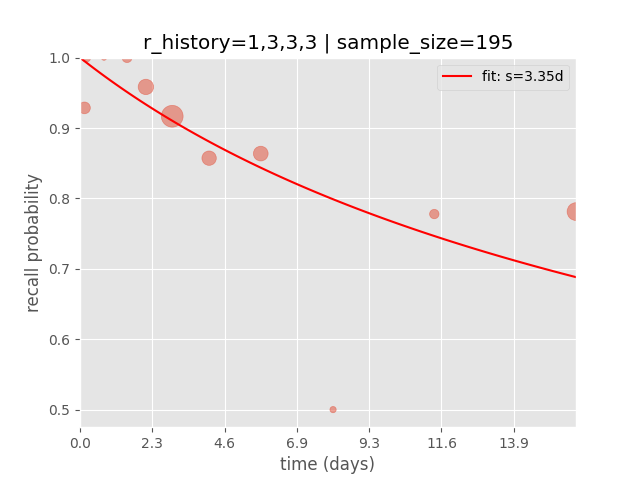 r_history=1,3,3,3 | sample_size=195
fit: s=3.35d
1.0
0.9
0.8
0.7
0.6
0.5
recall probability
0.0 2.3 4.6 6.9 9.3 11.6 13.9
time (days)